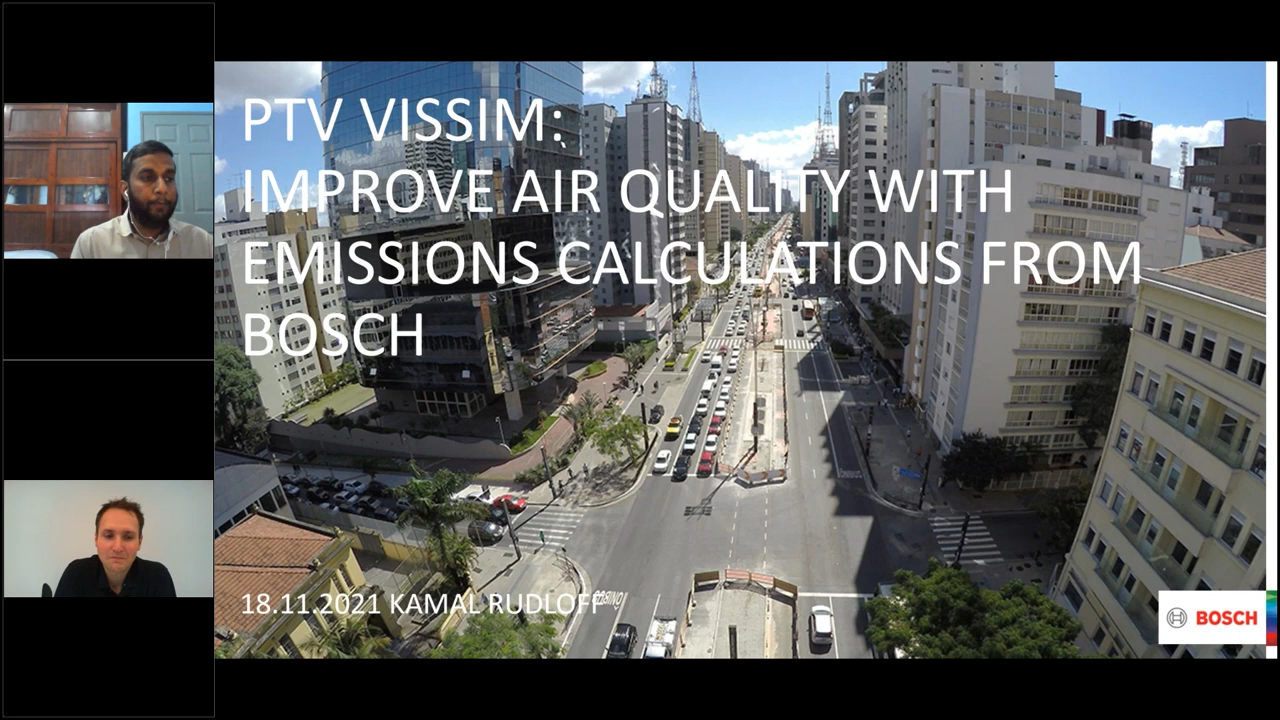 PTV VISSIM:
IMPROVE AIR QUALITY WITH
EMISSIONS CALCULATIONS FROM
BOSCH
18.11.2021 KAMAL RUDLOFF
BOSCH